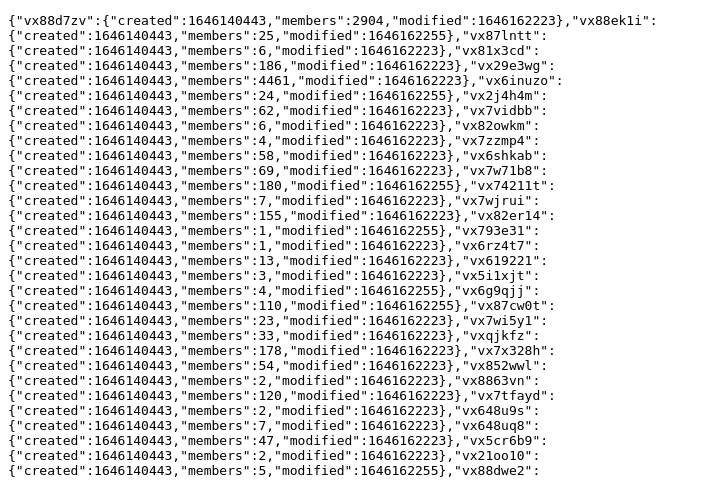 {"vx88d7zv":{"created":1646140443,"members":2904,"modified":1646162223},"vx88ek1i":
{"created":1646140443,"members":25,"modified":1646162255},"vx87lntt":
{"created":1646140443,"members":6,"modified":1646162223},"vx81x3cd":
{"created":1646140443,"members":186,"modified":1646162223},"vx29e3wg":
{"created":1646140443,"members":4461,"modified":1646162223},"vx6inuzo":
{"created":1646140443,"members":24,"modified":1646162255},"vx2j4h4m":
{"created":1646140443,"members":62,"modified":1646162223},"vx7vidbb":
{"created":1646140443,"members":6,"modified":1646162223},"vx82owkm":
{"created":1646140443,"members":4,"modified":1646162223},"vx7zzmp4":
{"created":1646140443,"members":58,"modified":1646162223},"vx6shkab":
{"created":1646140443,"members":69,"modified":1646162223},"vx7w71b8":
{"created":1646140443,"members":180,"modified":1646162255},"vx74211t":
{"created":1646140443,"members":7,"modified":1646162223},"vx7wjrui":
{"created":1646140443,"members":155,"modified":1646162223},"vx82er14":
{"created":1646140443,"members":1,"modified":1646162255},"vx793e31":
{"created":1646140443,"members":1,"modified":1646162223},"vx6rz4t7":
{"created":1646140443,"members":13,"modified":1646162223},"vx619221":
{"created":1646140443,"members":3,"modified":1646162223},"vx5i1xjt":
{"created":1646140443,"members":4,"modified":1646162255},"vx6g9qjj":
{"created":1646140443,"members":110,"modified":1646162255},"vx87cw0t":
{"created":1646140443,"members":23,"modified":1646162223},"vx7wi5y1":
{"created":1646140443,"members":33,"modified":1646162223},"vxqjkfz":
{"created":1646140443,"members":178,"modified":1646162223},"vx7x328h":
{"created":1646140443,"members":54,"modified":1646162223},"vx852wwl":
{"created":1646140443,"members":2,"modified":1646162223},"vx8863vn":
{"created":1646140443,"members":120,"modified":1646162223},"vx7tfayd":
{"created":1646140443,"members":2,"modified":1646162223},"vx648u9s":
{"created":1646140443,"members":7,"modified":1646162223},"vx648uq8":
{"created":1646140443,"members":47,"modified":1646162223},"vx5cr6b9":
{"created":1646140443,"members":2,"modified":1646162223},"vx21oo10":
{"created":1646140443,"members":5,"modified":1646162255},"vx88dwe2":